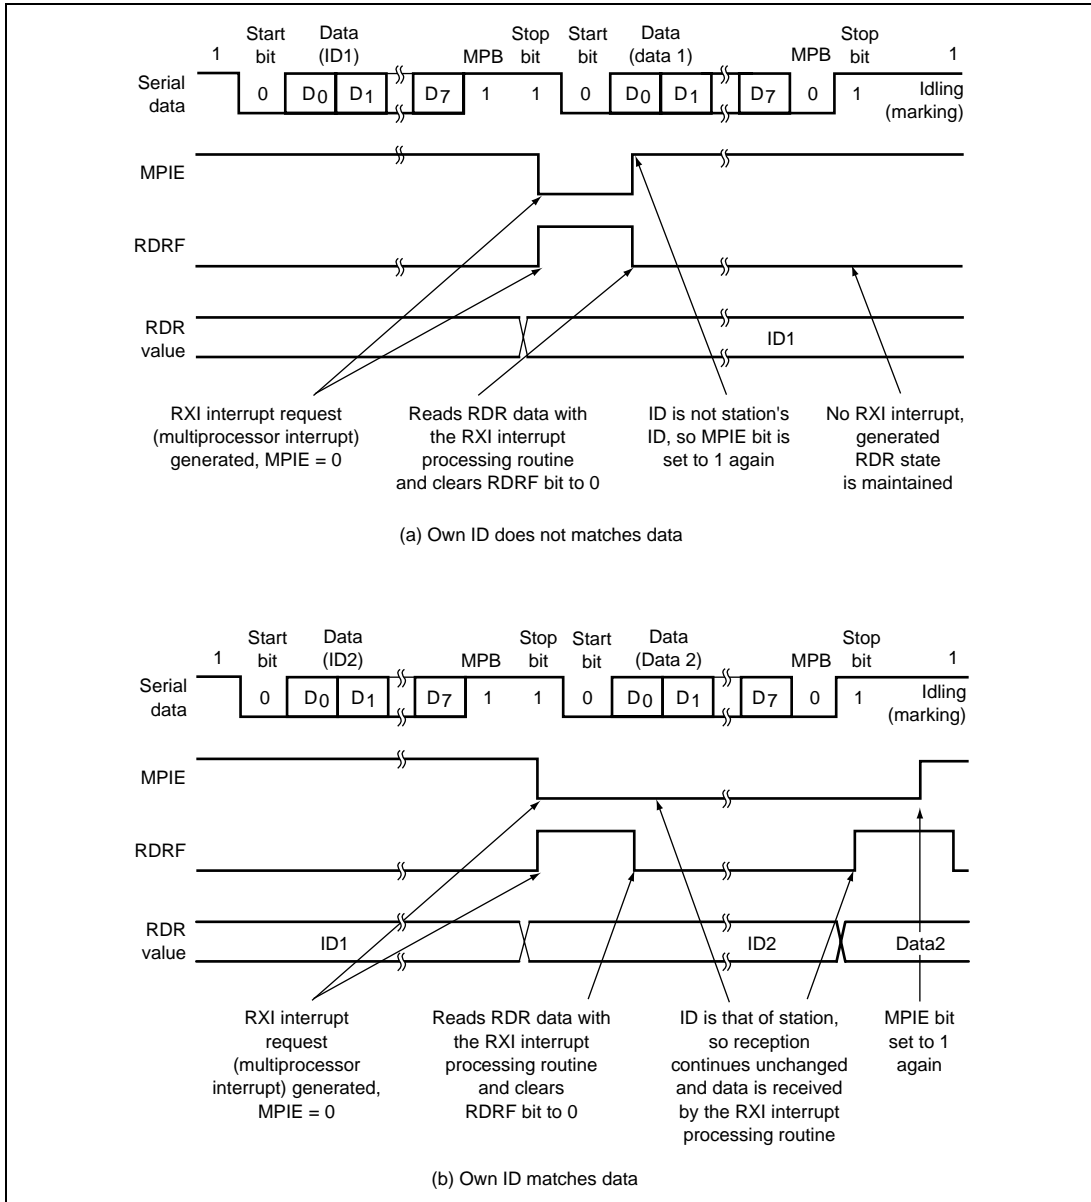 Start Data Stop Start Data Stop
1 bit (ID1) MPB bit bit (data 1) MPB bit 1
Serial data 0 D0 D1 D7 1 1 0 D0 D1 D7 0 1 Idling (marking)
MPIE
RDRF
RDR
value
ID1
RXI interrupt request
(multiprocessor interrupt)
generated, MPIE = 0
Reads RDR data with
the RXI interrupt
processing routine
and clears RDRF bit to 0
ID is not station's
ID, so MPIE bit is
set to 1 again
No RXI interrupt,
generated
RDR state
is maintained
(a) Own ID does not matches data
Start Data Stop Start Data Stop
1 bit (ID2) MPB bit bit (Data 2) MPB bit 1
Serial data 0 D0 D1 D7 1 1 0 D0 D1 D7 0 1 Idling (marking)
MPIE
RDRF
RDR
value
ID1 ID2 Data2
RXI interrupt
request
(multiprocessor
interrupt) generated,
MPIE = 0
Reads RDR data with
the RXI interrupt
processing routine
and clears
RDRF bit to 0
ID is that of station,
so reception
continues unchanged
and data is received
by the RXI interrupt
processing routine
MPIE bit
set to 1
again
(b) Own ID matches data